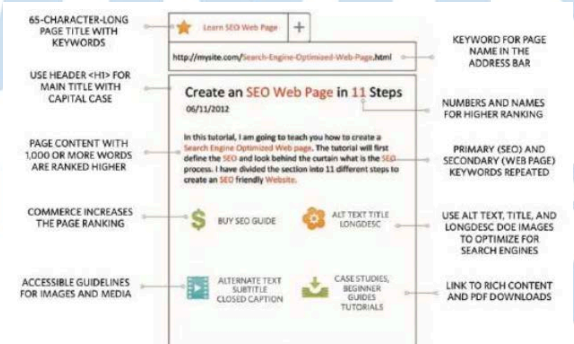 65-CHARACTER-LONG
PAGE TITLE WITH
KEYWORDS
USE HEADER <H1> FOR
MAIN TITLE WITH
CAPITAL CASE
PAGE CONTENT WITH
1,000 OR MORE WORDS
ARE RANKED HIGHER
COMMERCE INCREASES
THE PAGE RANKING
ACCESSIBLE GUIDELINES
FOR IMAGES AND MEDIA
Learn SEO Web Page
+
http://mysite.com/Search-Engine-Optimized-Web-Page.html
Create an SEO Web Page in 11 Steps
06/11/2012
In this tutorial, I am going to teach you how to create a
Search Engine Optimized Web page. The tutorial will first
define the SEO and look behind the curtain what is the SEO
process. I have divided the section into 11 different steps to
create an SEO friendly Website.
$
BUY SEO GUIDE
ALT TEXT TITLE
LONGDESC
ALTERNATE TEXT
SUBTITLE
CLOSED CAPTION
CASE STUDIES,
BEGINNER
GUIDES
TUTORIALS
KEYWORD FOR PAGE
NAME IN THE
ADDRESS BAR
NUMBERS AND NAMES
FOR HIGHER RANKING
PRIMARY (SEO) AND
SECONDARY (WEB PAGE)
KEYWORDS REPEATED
USE ALT TEXT, TITLE, AND
LONGDESC DOE IMAGES
TO OPTIMIZE FOR
SEARCH ENGINES
LINK TO RICH CONTENT
AND PDF DOWNLOADS